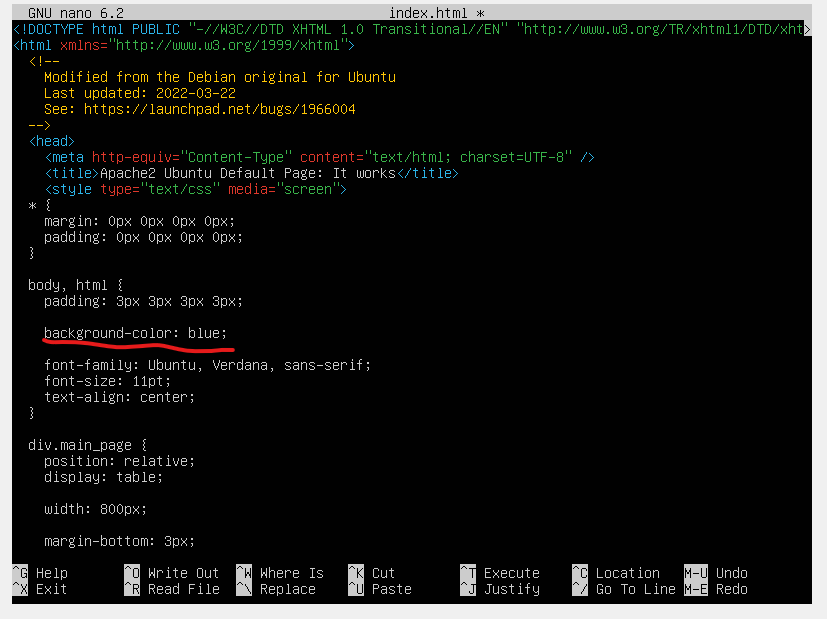 GNU nano 6.2 index.html *
<!DOCTYPE html PUBLIC "-//W3C//DTD XHTML 1.0 Transitional//EN" "http://www.w3.org/TR/xhtml1/DTD/xht>
<html xmlns="http://www.w3.org/1999/xhtml">
  <!--
    Modified from the Debian original for Ubuntu
    Last updated: 2022-03-22
    See: https://launchpad.net/bugs/1966004
  -->
  <head>
    <meta http-equiv="Content-Type" content="text/html; charset=UTF-8" />
    <title>Apache2 Ubuntu Default Page: It works</title>
    <style type="text/css" media="screen">
  * {
    margin: 0px 0px 0px 0px;
    padding: 0px 0px 0px 0px;
  }
  body, html {
    padding: 3px 3px 3px 3px;
    background-color: blue;
    font-family: Ubuntu, Verdana, sans-serif;
    font-size: 11pt;
    text-align: center;
  }
  div.main_page {
    position: relative;
    display: table;
    width: 800px;
    margin-bottom: 3px;
^G Help ^O Write Out ^W Where Is ^K Cut ^T Execute ^C Location M-U Undo
^X Exit ^R Read File ^\ Replace ^U Paste ^J Justify ^/ Go To Line M-E Redo